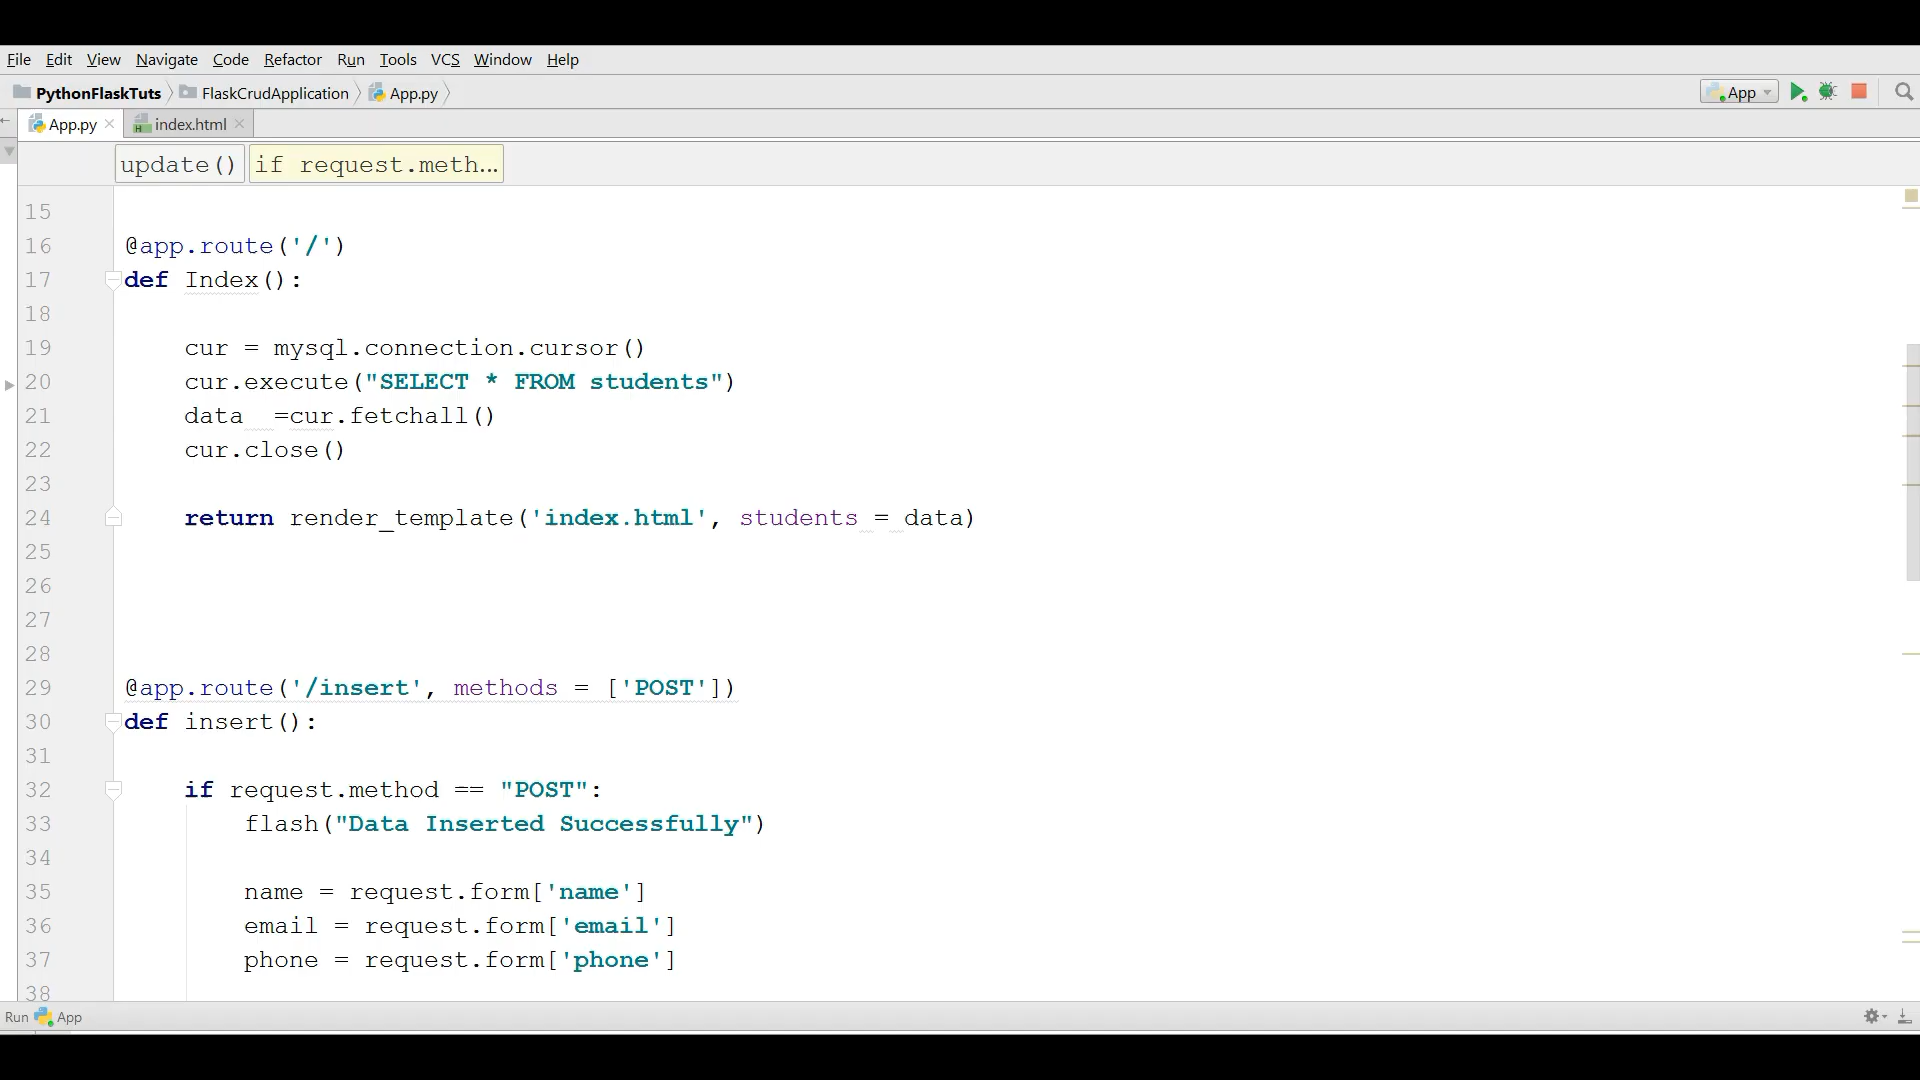 File Edit View Navigate Code Refactor Run Tools VCS Window Help
PythonFlaskTuts FlaskCrudApplication App.py App
App.py index.html
update() if request.meth...
15
16 @app.route('/')
17 def Index():
18
19 cur = mysql.connection.cursor()
20 cur.execute("SELECT * FROM students")
21 data  =cur.fetchall()
22 cur.close()
23
24 return render_template('index.html', students = data)
25
26
27
28
29 @app.route('/insert', methods = ['POST'])
30 def insert():
31
32 if request.method == "POST":
33 flash("Data Inserted Successfully")
34
35 name = request.form['name']
36 email = request.form['email']
37 phone = request.form['phone']
38
Run App